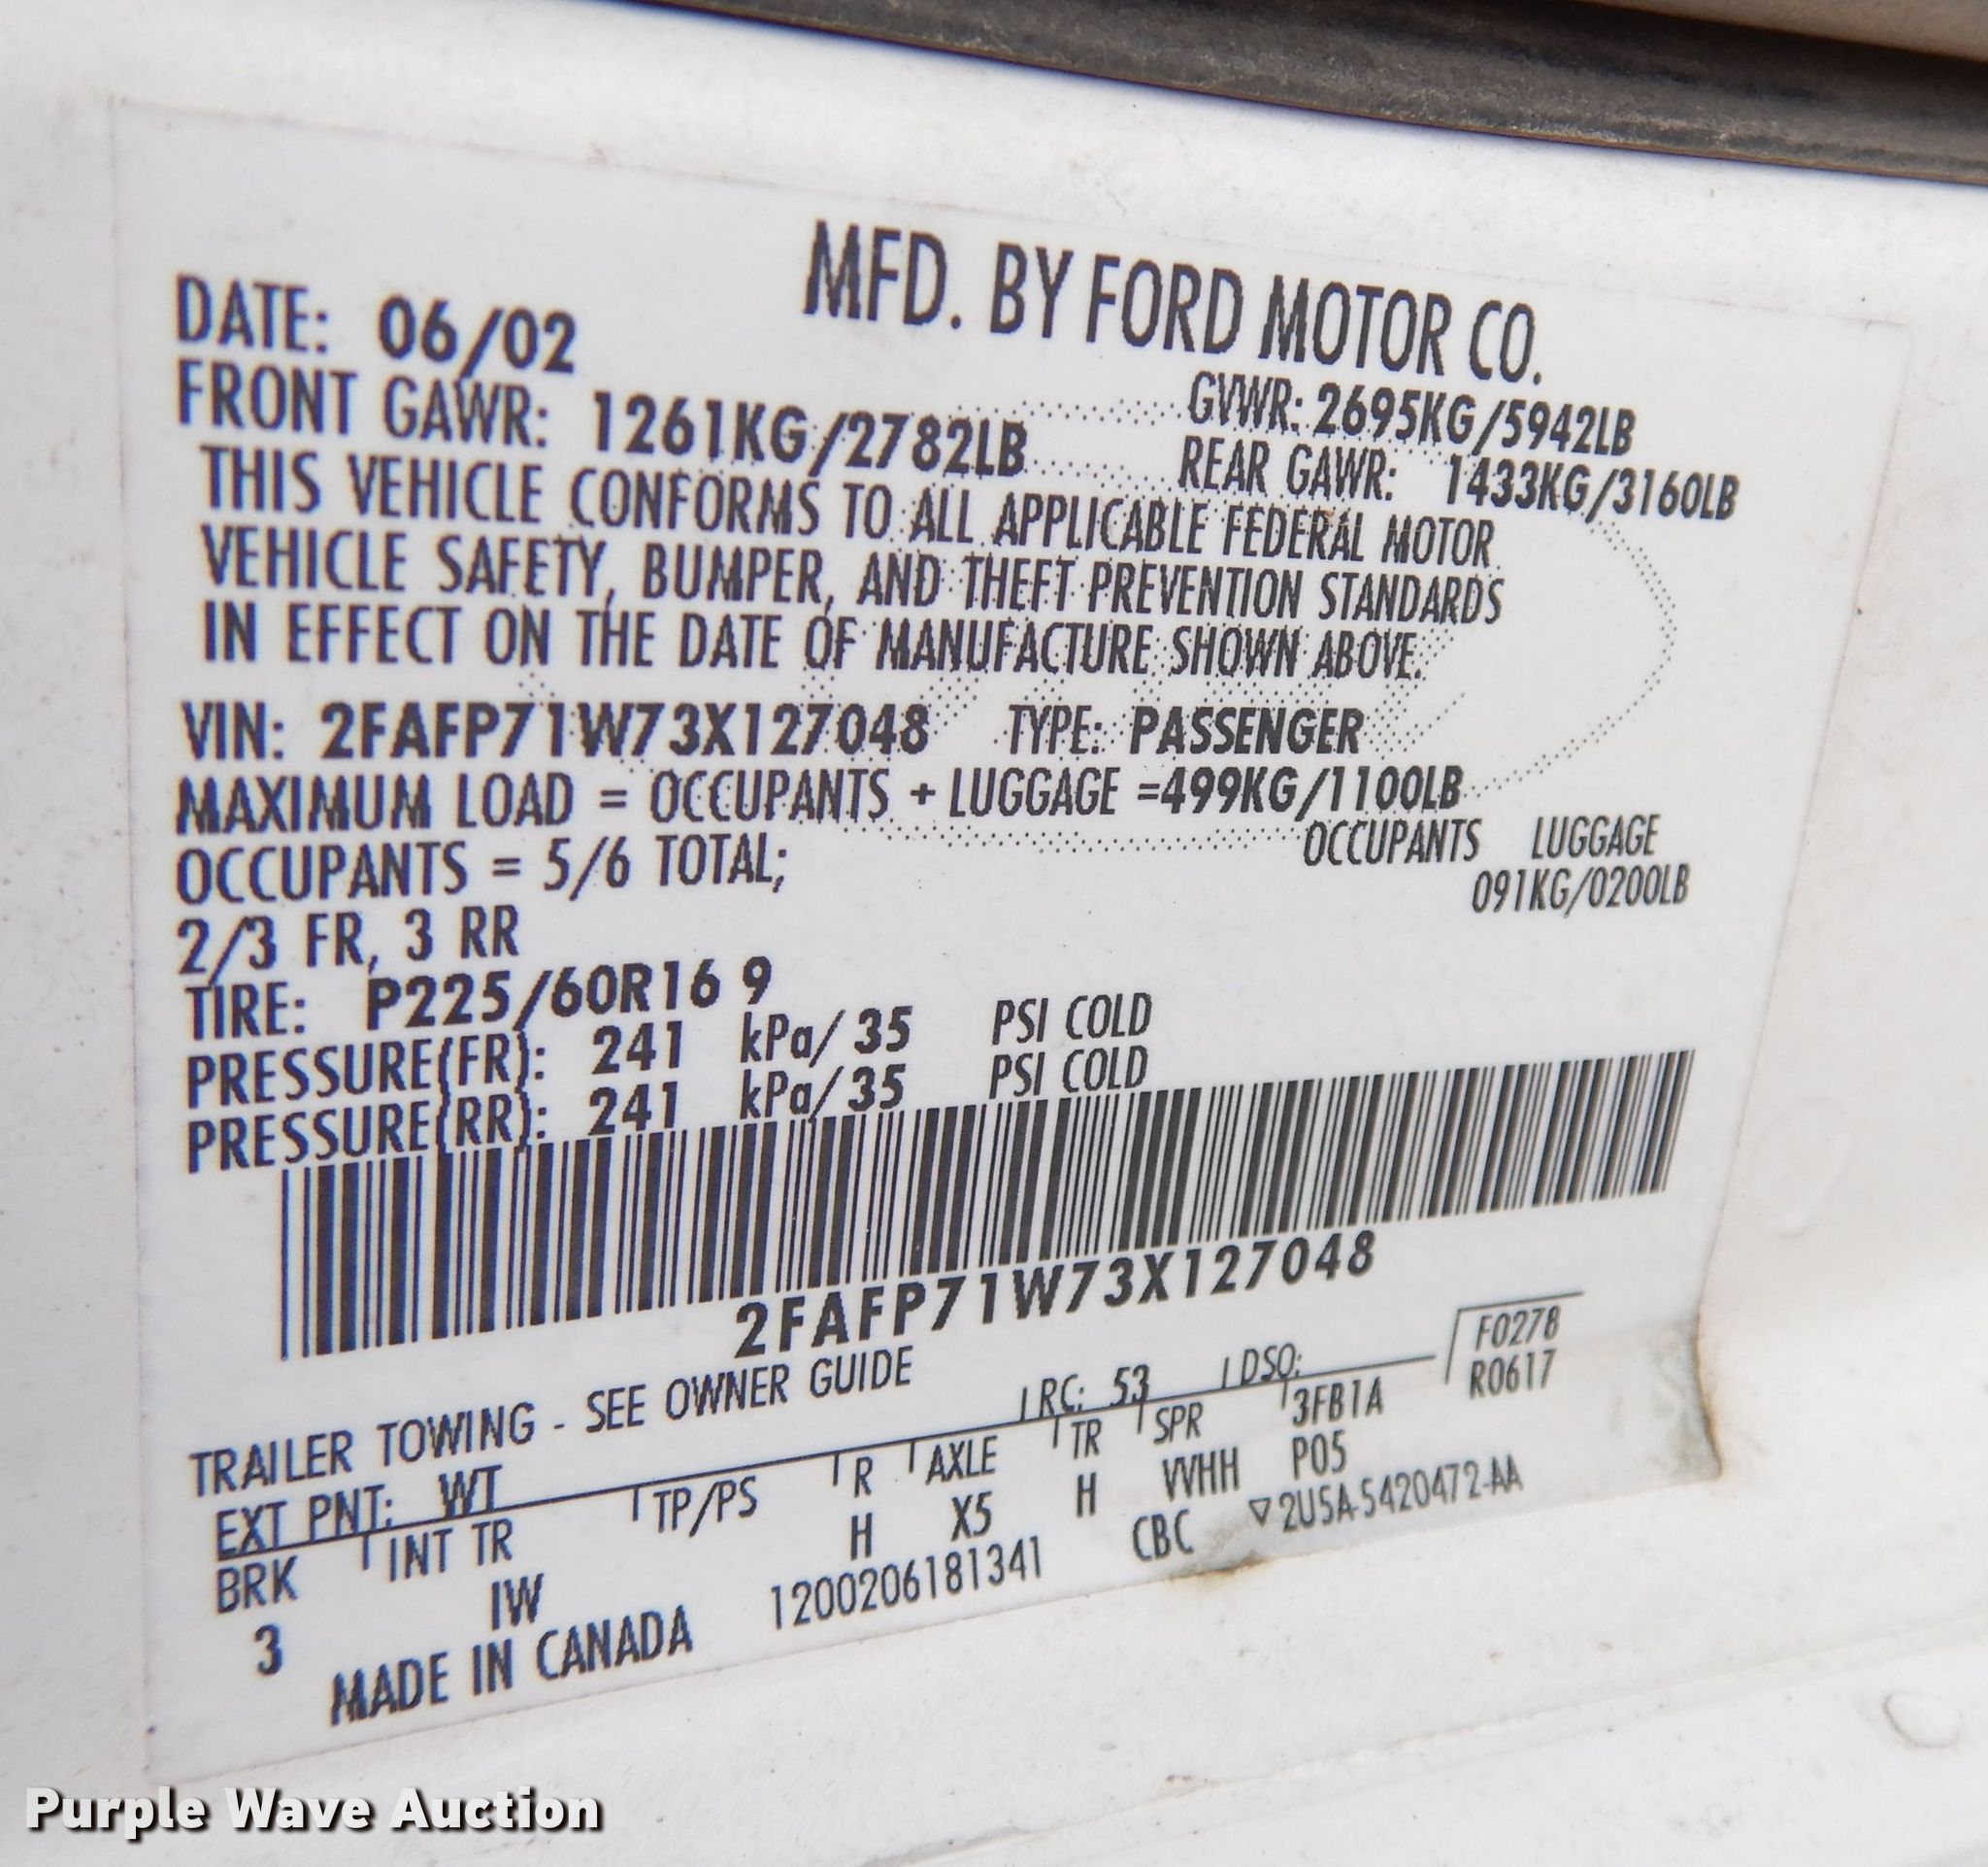 MFD. BY FORD MOTOR CO.
DATE: 06/02
GVWR: 2695KG/5942LB
FRONT GAWR: 1261KG/2782LB
REAR GAWR: 1433KG/3160LB
THIS VEHICLE CONFORMS TO ALL APPLICABLE FEDERAL MOTOR
VEHICLE SAFETY, BUMPER, AND THEFT PREVENTION STANDARDS
IN EFFECT ON THE DATE OF MANUFACTURE SHOWN ABOVE.
VIN: 2FAFP71W73X127048 TYPE: PASSENGER
MAXIMUM LOAD = OCCUPANTS + LUGGAGE =499KG/1100LB
OCCUPANTS = 5/6 TOTAL;
OCCUPANTS LUGGAGE
2/3 FR, 3 RR
091KG/0200LB
TIRE: P225/60R16 9
PRESSURE(FR): 241 kPa/35 PSI COLD
PRESSURE(RR): 241 kPa/35 PSI COLD
2FAFP71W73X127048
TRAILER TOWING - SEE OWNER GUIDE
F0278
EXT PNT: WT RC: 53 DSO:
R0617
BRK INT TR TP/PS R AXLE TR SPR 3FB1A
3 IW H X5 H VVHH P05
MADE IN CANADA 1200206181341 CBC ▽2U5A-5420472-AA
Purple Wave Auction